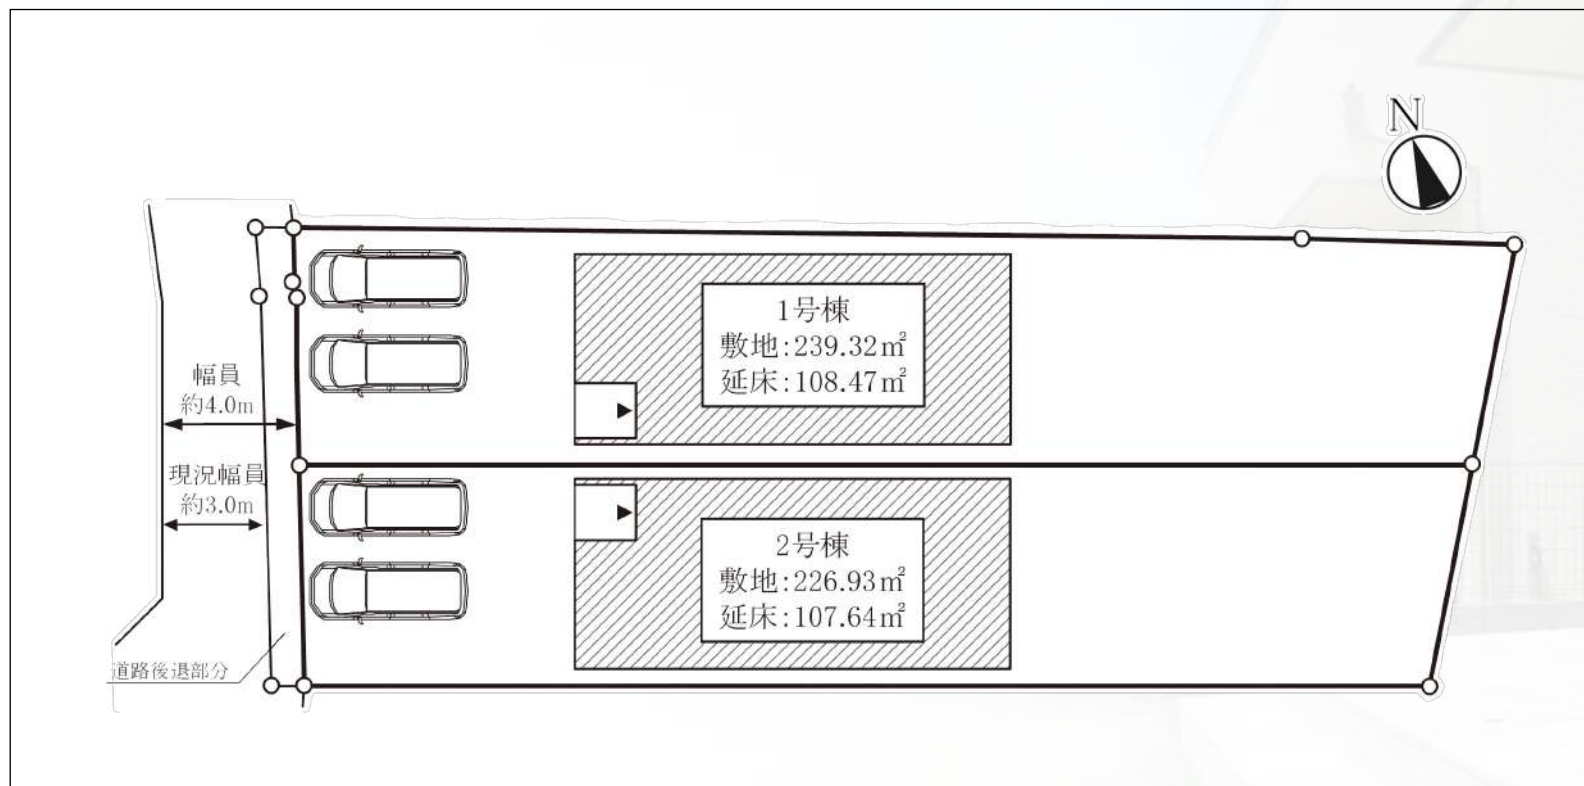 N
1号棟
敷地:239.32㎡
延床:108.47㎡
幅員
約4.0m
現況幅員
約3.0m
2号棟
敷地:226.93㎡
延床:107.64㎡
道路後退部分